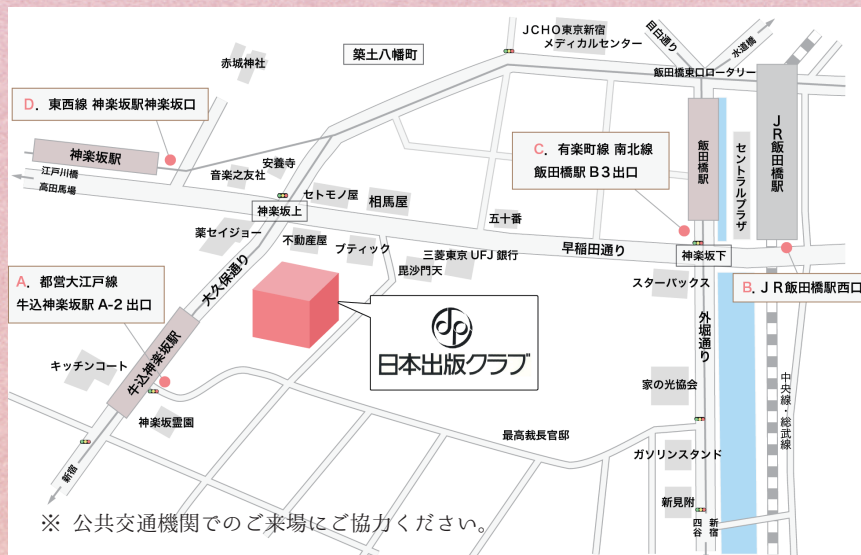 JCHO東京新宿
メディカルセンター
目白通り
水道橋
築土八幡町
赤城神社
飯田橋東口ロータリー
D. 東西線 神楽坂駅神楽坂口
神楽坂駅
江戸川橋
高田馬場
安養寺
音楽之友社
セトモノ屋
相馬屋
神楽坂上
薬セイジョー
不動産屋
ブティック
五十番
三菱東京UFJ銀行
毘沙門天
早稲田通り
C. 有楽町線 南北線
飯田橋駅 B3出口
飯田橋駅
セントラルプラザ
JR飯田橋駅
神楽坂下
B. JR飯田橋駅西口
スターバックス
外堀通り
大久保通り
A. 都営大江戸線
牛込神楽坂駅 A-2 出口
牛込神楽坂駅
キッチンコート
神楽坂霊園
新宿
jp
日本出版クラブ
家の光協会
最高裁長官邸
ガソリンスタンド
新見附
四谷
新宿
中央線・総武線
※ 公共交通機関でのご来場にご協力ください。